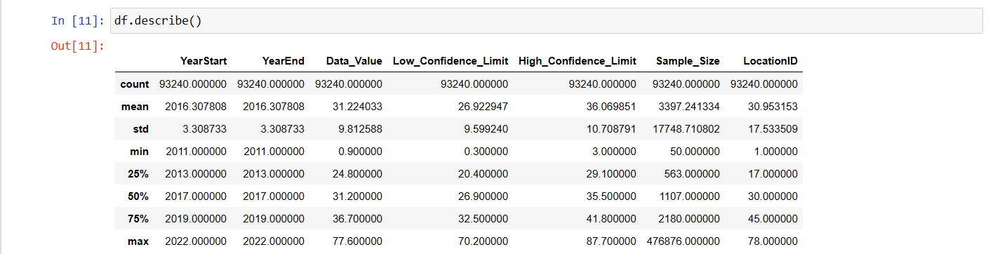 In [11]: df.describe()
Out[11]:
YearStart YearEnd Data_Value Low_Confidence_Limit High_Confidence_Limit Sample_Size LocationID
count 93240.000000 93240.000000 93240.000000 93240.000000 93240.000000 93240.000000 93240.000000
mean 2016.307808 2016.307808 31.224033 26.922947 36.069851 3397.241334 30.953153
std 3.308733 3.308733 9.812588 9.599240 10.708791 17748.710802 17.533509
min 2011.000000 2011.000000 0.900000 0.300000 3.000000 50.000000 1.000000
25% 2013.000000 2013.000000 24.800000 20.400000 29.100000 563.000000 17.000000
50% 2017.000000 2017.000000 31.200000 26.900000 35.500000 1107.000000 30.000000
75% 2019.000000 2019.000000 36.700000 32.500000 41.800000 2180.000000 45.000000
max 2022.000000 2022.000000 77.600000 70.200000 87.700000 476876.000000 78.000000